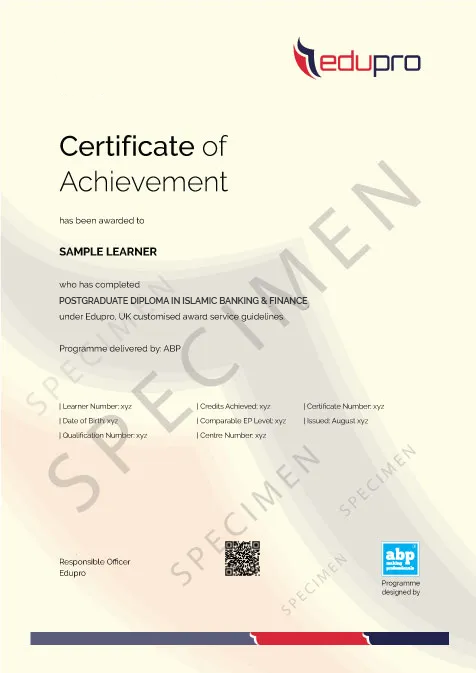 edupro
Certificate of
Achievement
has been awarded to
SAMPLE LEARNER
who has completed
POSTGRADUATE DIPLOMA IN ISLAMIC BANKING & FINANCE
under Edupro, UK customised award service guidelines.
Programme delivered by: ABP
| Learner Number: xyz | Credits Achieved: xyz | Certificate Number: xyz
| Date of Birth: xyz | Comparable EP Level: xyz | Issued: August xyz
| Qualification Number: xyz | Centre Number: xyz
SPECIMEN
SPECIMEN
SPECIMEN
SPECIMEN
SPECIMEN
Responsible Officer
Edupro
abp
making
professionals
Programme
designed by